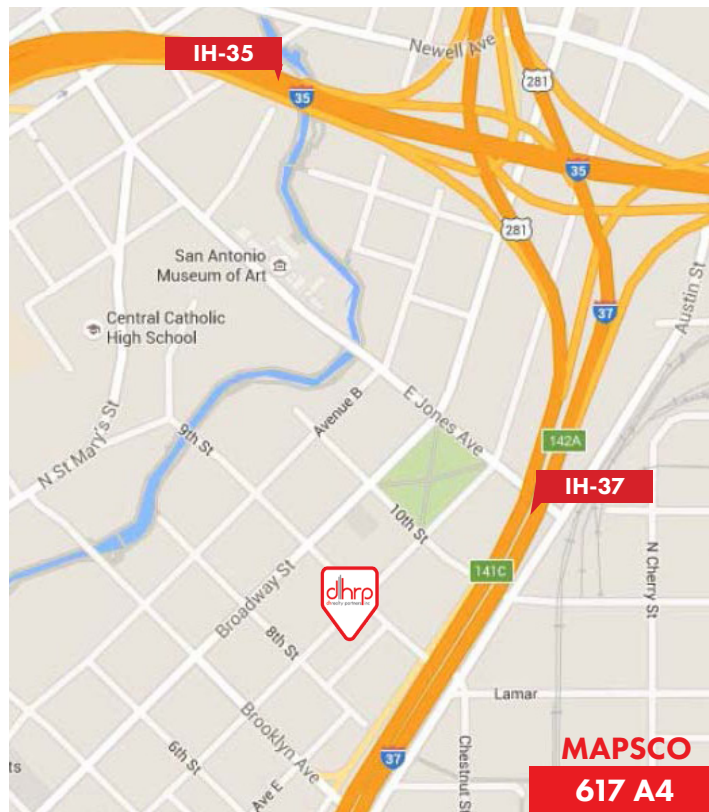 Newell Ave
IH-35
35
281
35
281
San Antonio
Museum of Art
Austin St
37
Central Catholic
High School
Avenue B
E Jones Ave
N St Mary's St
9th St
142A
IH-37
10th St
141C
N Cherry St
dhrp
Broadway St
8th St
Lamar
Brooklyn Ave
6th St
37
Chestnut St
MAPSCO
ts
Ave E
617 A4